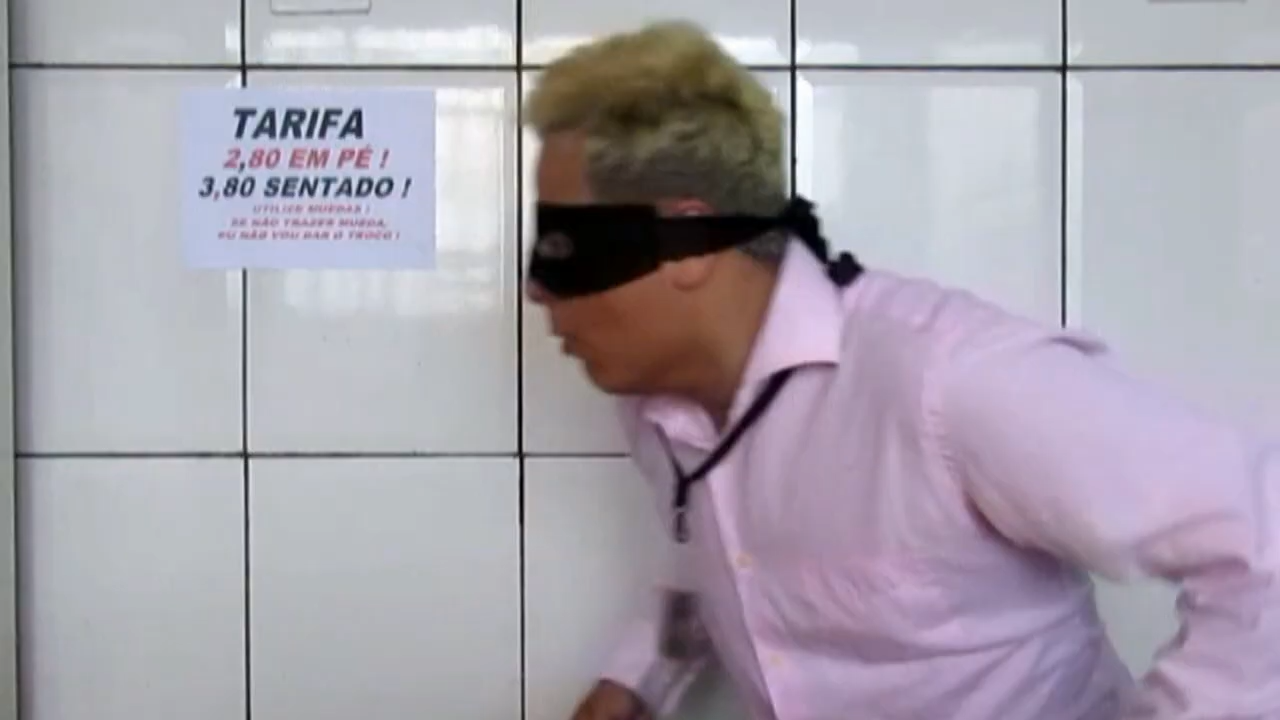 TARIFA
2,80 EM PÉ !
3,80 SENTADO !
UTILIZE MOEDAS !
SE NÃO TRAZER MOEDA,
EU NÃO VOU DAR O TROCO !